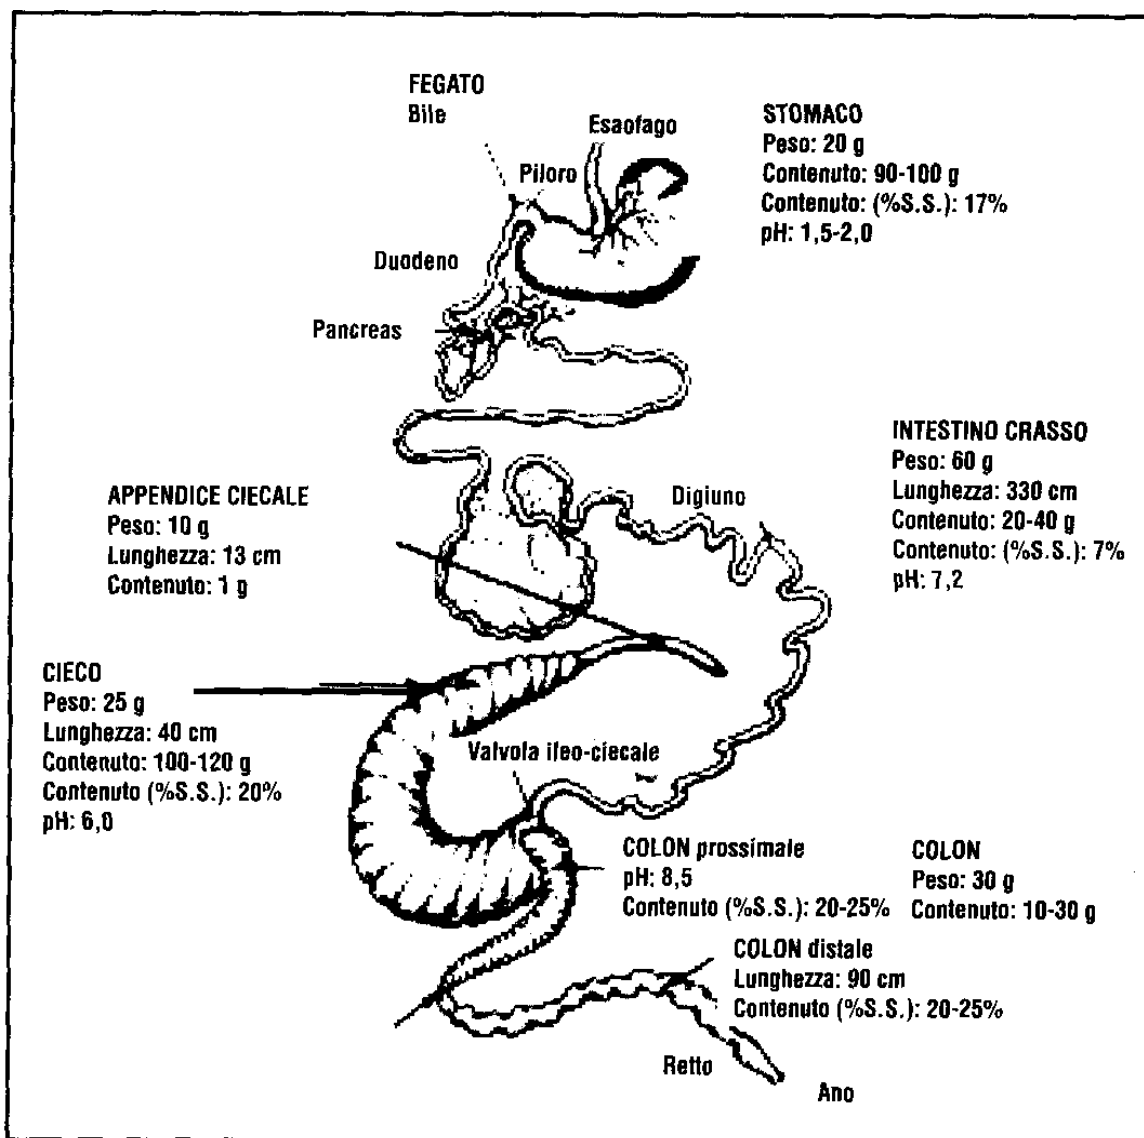 FEGATO
Bile
Esaofago
Piloro
STOMACO
Peso: 20 g
Contenuto: 90-100 g
Contenuto: (%S.S.): 17%
pH: 1,5-2,0
Duodeno
Pancreas
INTESTINO CRASSO
Peso: 60 g
Lunghezza: 330 cm
Contenuto: 20-40 g
Contenuto: (%S.S.): 7%
pH: 7,2
Digiuno
APPENDICE CIECALE
Peso: 10 g
Lunghezza: 13 cm
Contenuto: 1 g
CIECO
Peso: 25 g
Lunghezza: 40 cm
Contenuto: 100-120 g
Contenuto (%S.S.): 20%
pH: 6,0
Valvola ileo-ciecale
COLON prossimale
pH: 8,5
Contenuto (%S.S.): 20-25%
COLON
Peso: 30 g
Contenuto: 10-30 g
COLON distale
Lunghezza: 90 cm
Contenuto (%S.S.): 20-25%
Retto
Ano